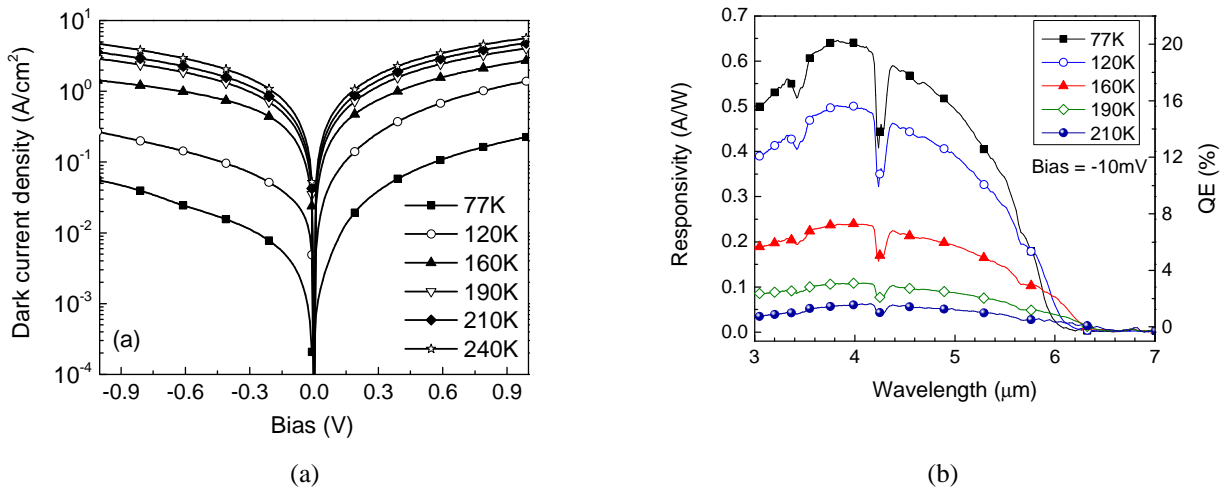 10^1
10^0
10^-1
10^-2
10^-3
10^-4
Dark current density (A/cm^2)
-0.9 -0.6 -0.3 0.0 0.3 0.6 0.9
Bias (V)
(a)
77K
120K
160K
190K
210K
240K
(a)
0.7
0.6
0.5
0.4
0.3
0.2
0.1
0.0
Responsivity (A/W)
3 4 5 6 7
Wavelength (μm)
77K
120K
160K
190K
210K
Bias = -10mV
20
16
12
8
4
0
QE (%)
(b)